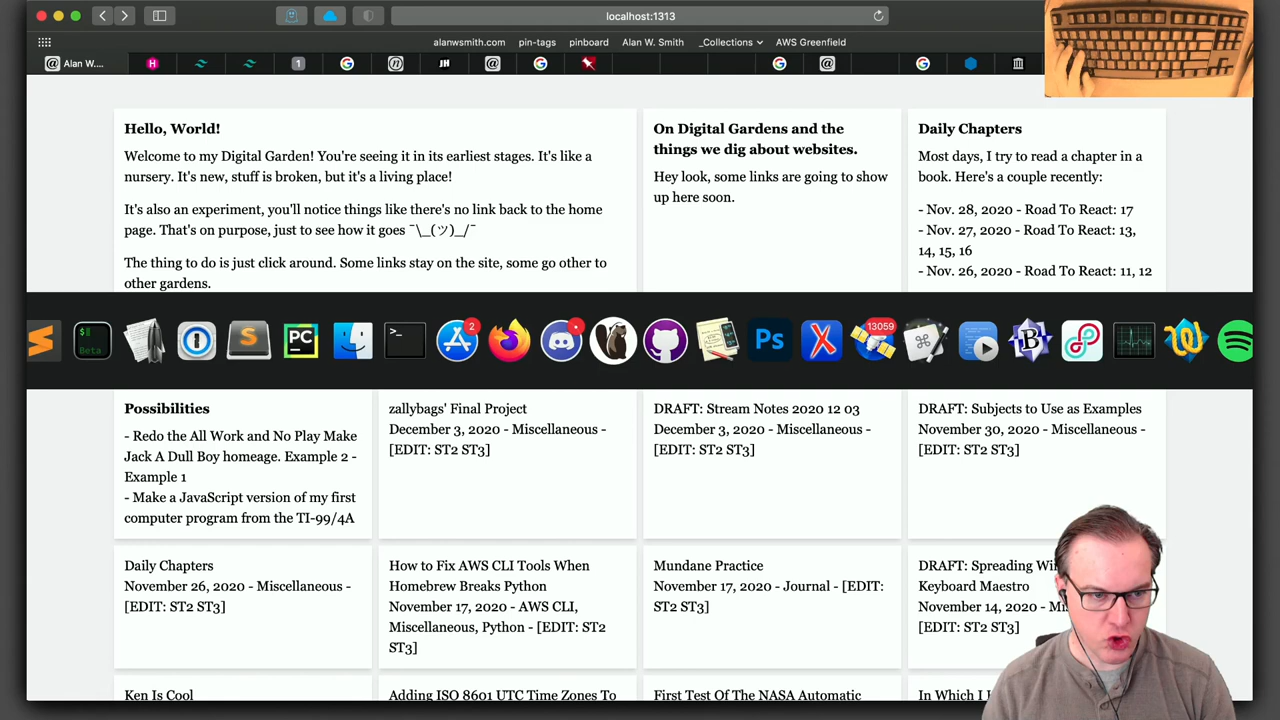 localhost:1313
alanwsmith.com pin-tags pinboard Alan W. Smith _Collections AWS Greenfield
@ Alan W.... H 1 G n JH @ G G @ G
Hello, World!
Welcome to my Digital Garden! You're seeing it in its earliest stages. It's like a
nursery. It's new, stuff is broken, but it's a living place!
It's also an experiment, you'll notice things like there's no link back to the home
page. That's on purpose, just to see how it goes ¯\_(ツ)_/¯
The thing to do is just click around. Some links stay on the site, some go other to
other gardens.
On Digital Gardens and the
things we dig about websites.
Hey look, some links are going to show
up here soon.
Daily Chapters
Most days, I try to read a chapter in a
book. Here's a couple recently:
- Nov. 28, 2020 - Road To React: 17
- Nov. 27, 2020 - Road To React: 13,
14, 15, 16
- Nov. 26, 2020 - Road To React: 11, 12
$ Beta S PC >_ 2 Ps X 13059 B
Possibilities
- Redo the All Work and No Play Make
Jack A Dull Boy homeage. Example 2 -
Example 1
- Make a JavaScript version of my first
computer program from the TI-99/4A
zallybags' Final Project
December 3, 2020 - Miscellaneous -
[EDIT: ST2 ST3]
DRAFT: Stream Notes 2020 12 03
December 3, 2020 - Miscellaneous -
[EDIT: ST2 ST3]
DRAFT: Subjects to Use as Examples
November 30, 2020 - Miscellaneous -
[EDIT: ST2 ST3]
Daily Chapters
November 26, 2020 - Miscellaneous -
[EDIT: ST2 ST3]
How to Fix AWS CLI Tools When
Homebrew Breaks Python
November 17, 2020 - AWS CLI,
Miscellaneous, Python - [EDIT: ST2
ST3]
Mundane Practice
November 17, 2020 - Journal - [EDIT:
ST2 ST3]
DRAFT: Spreading
Keyboard Maestro
November 14, 2020 -
[EDIT: ST2 ST3]
Ken Is Cool
Adding ISO 8601 UTC Time Zones To
First Test Of The NASA Automatic
In Which I